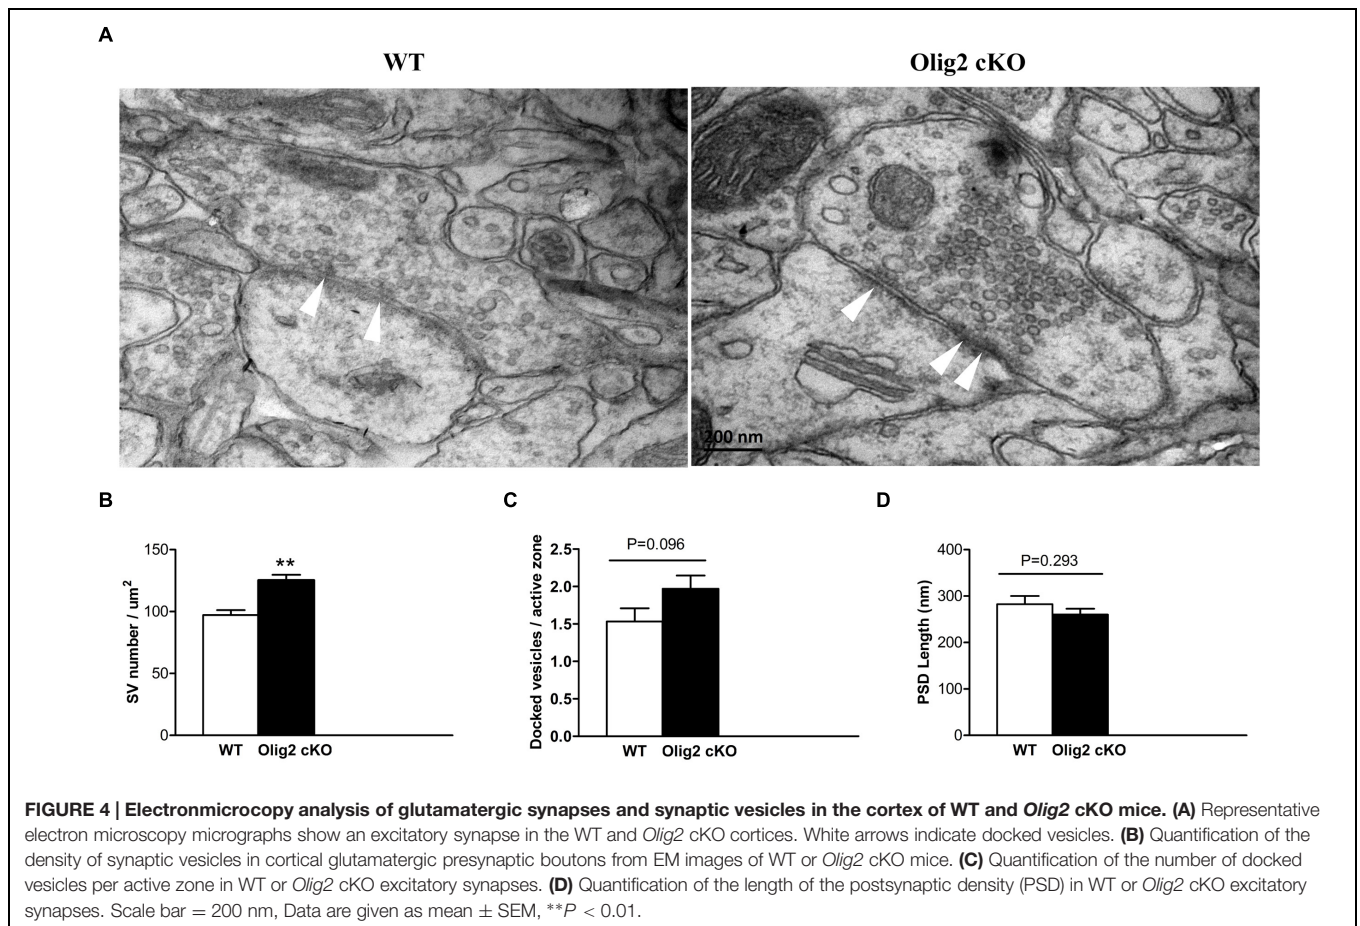 A
WT
Olig2 cKO
200 nm
B
C
D
150
100
50
0
SV number / um2
**
WT
Olig2 cKO
2.5
2.0
1.5
1.0
0.5
0.0
Docked vesicles / active zone
P=0.096
WT
Olig2 cKO
400
300
200
100
0
PSD Length (nm)
P=0.293
WT
Olig2 cKO
FIGURE 4 | Electronmicrocopy analysis of glutamatergic synapses and synaptic vesicles in the cortex of WT and Olig2 cKO mice. (A) Representative
electron microscopy micrographs show an excitatory synapse in the WT and Olig2 cKO cortices. White arrows indicate docked vesicles. (B) Quantification of the
density of synaptic vesicles in cortical glutamatergic presynaptic boutons from EM images of WT or Olig2 cKO mice. (C) Quantification of the number of docked
vesicles per active zone in WT or Olig2 cKO excitatory synapses. (D) Quantification of the length of the postsynaptic density (PSD) in WT or Olig2 cKO excitatory
synapses. Scale bar = 200 nm, Data are given as mean ± SEM, **P < 0.01.